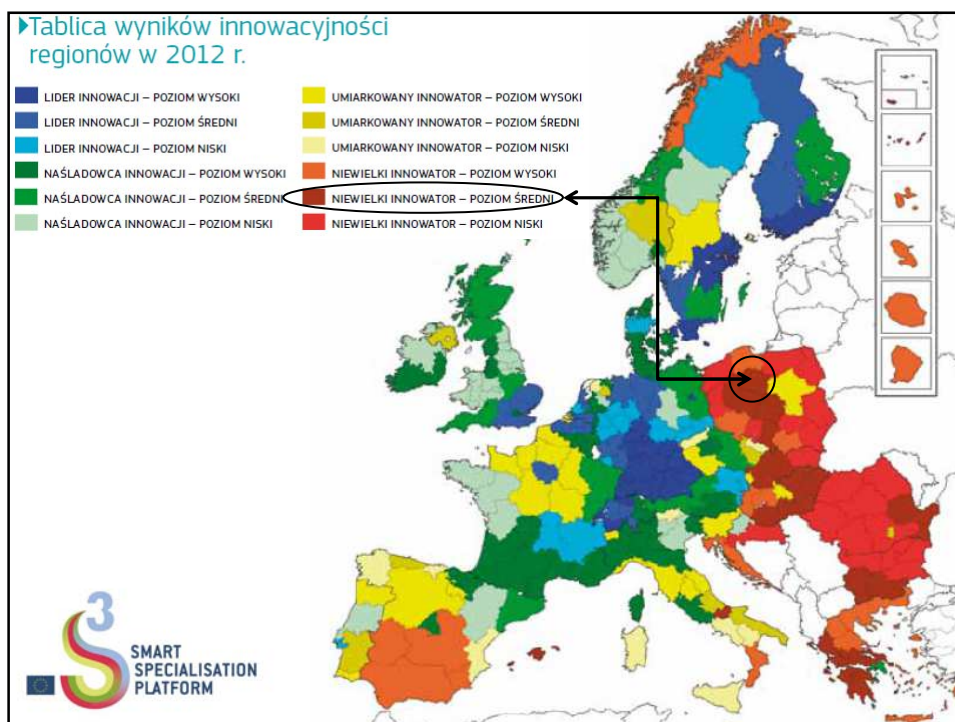 Tablica wyników innowacyjności
regionów w 2012 r.
LIDER INNOWACJI – POZIOM WYSOKI
LIDER INNOWACJI – POZIOM ŚREDNI
LIDER INNOWACJI – POZIOM NISKI
NAŚLADOWCA INNOWACJI – POZIOM WYSOKI
NAŚLADOWCA INNOWACJI – POZIOM ŚREDNI
NAŚLADOWCA INNOWACJI – POZIOM NISKI
UMIARKOWANY INNOWATOR – POZIOM WYSOKI
UMIARKOWANY INNOWATOR – POZIOM ŚREDNI
UMIARKOWANY INNOWATOR – POZIOM NISKI
NIEWIELKI INNOWATOR – POZIOM WYSOKI
NIEWIELKI INNOWATOR – POZIOM ŚREDNI
NIEWIELKI INNOWATOR – POZIOM NISKI
3
S
SMART
SPECIALISATION
PLATFORM